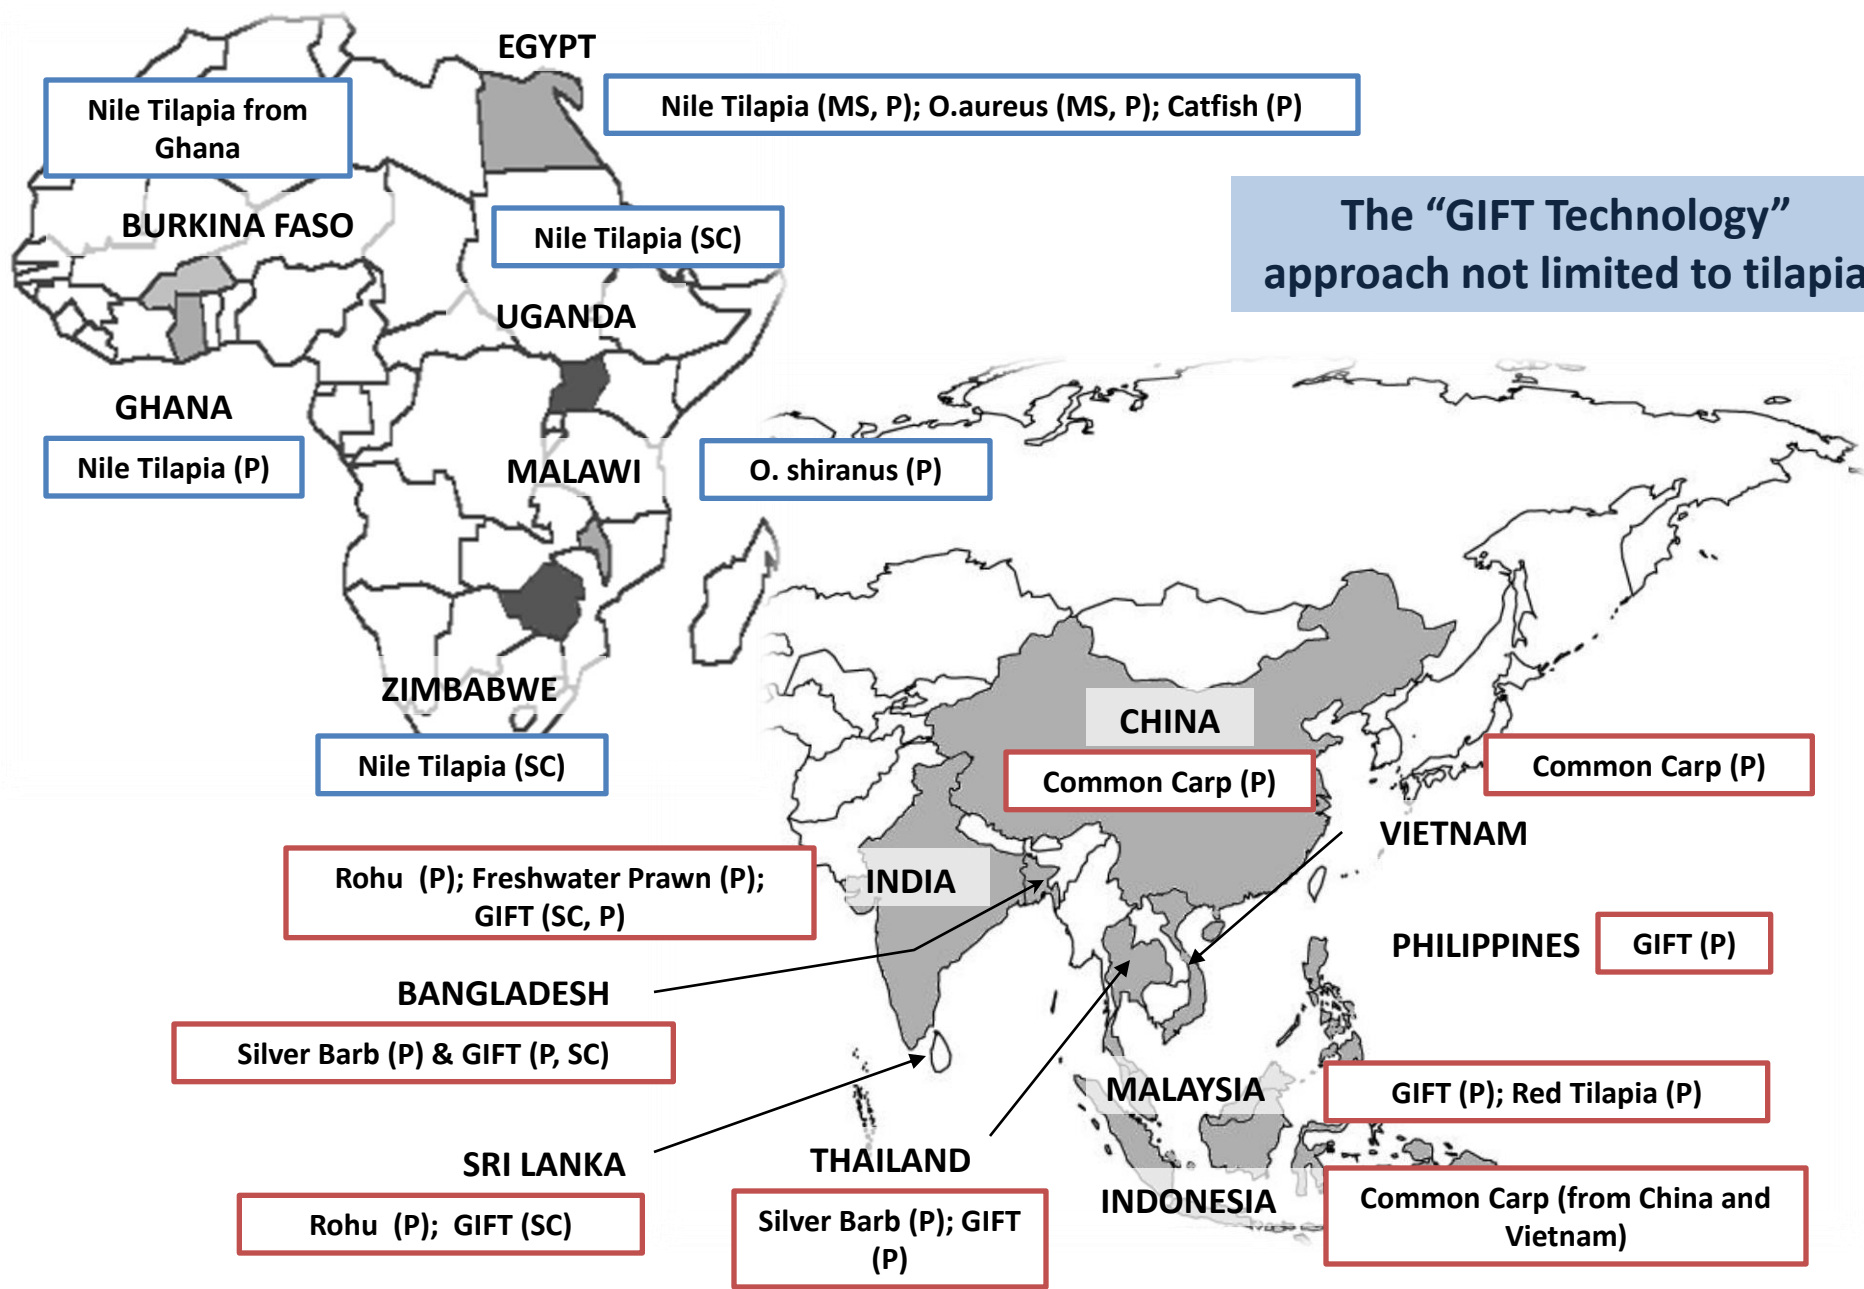 EGYPT
Nile Tilapia from
Ghana
Nile Tilapia (MS, P); O.aureus (MS, P); Catfish (P)
The “GIFT Technology”
approach not limited to tilapia
BURKINA FASO
Nile Tilapia (SC)
UGANDA
GHANA
Nile Tilapia (P)
MALAWI
O. shiranus (P)
ZIMBABWE
Nile Tilapia (SC)
CHINA
Common Carp (P)
Common Carp (P)
VIETNAM
Rohu (P); Freshwater Prawn (P);
GIFT (SC, P)
INDIA
PHILIPPINES
GIFT (P)
BANGLADESH
Silver Barb (P) & GIFT (P, SC)
MALAYSIA
GIFT (P); Red Tilapia (P)
SRI LANKA
Rohu (P); GIFT (SC)
THAILAND
Silver Barb (P); GIFT
(P)
INDONESIA
Common Carp (from China and
Vietnam)